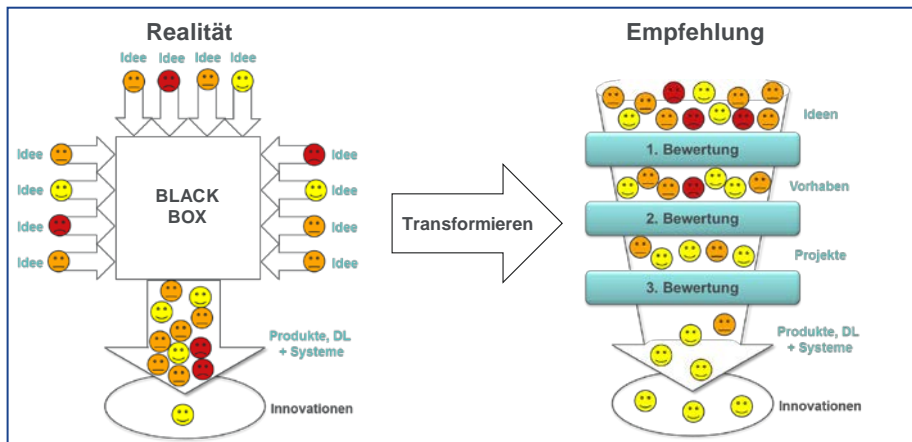 Realität
Idee Idee Idee Idee
Idee
Idee
Idee
Idee
BLACK
BOX
Idee
Idee
Idee
Idee
Produkte, DL
+ Systeme
Innovationen
Transformieren
Empfehlung
Ideen
1. Bewertung
Vorhaben
2. Bewertung
Projekte
3. Bewertung
Produkte, DL
+ Systeme
Innovationen